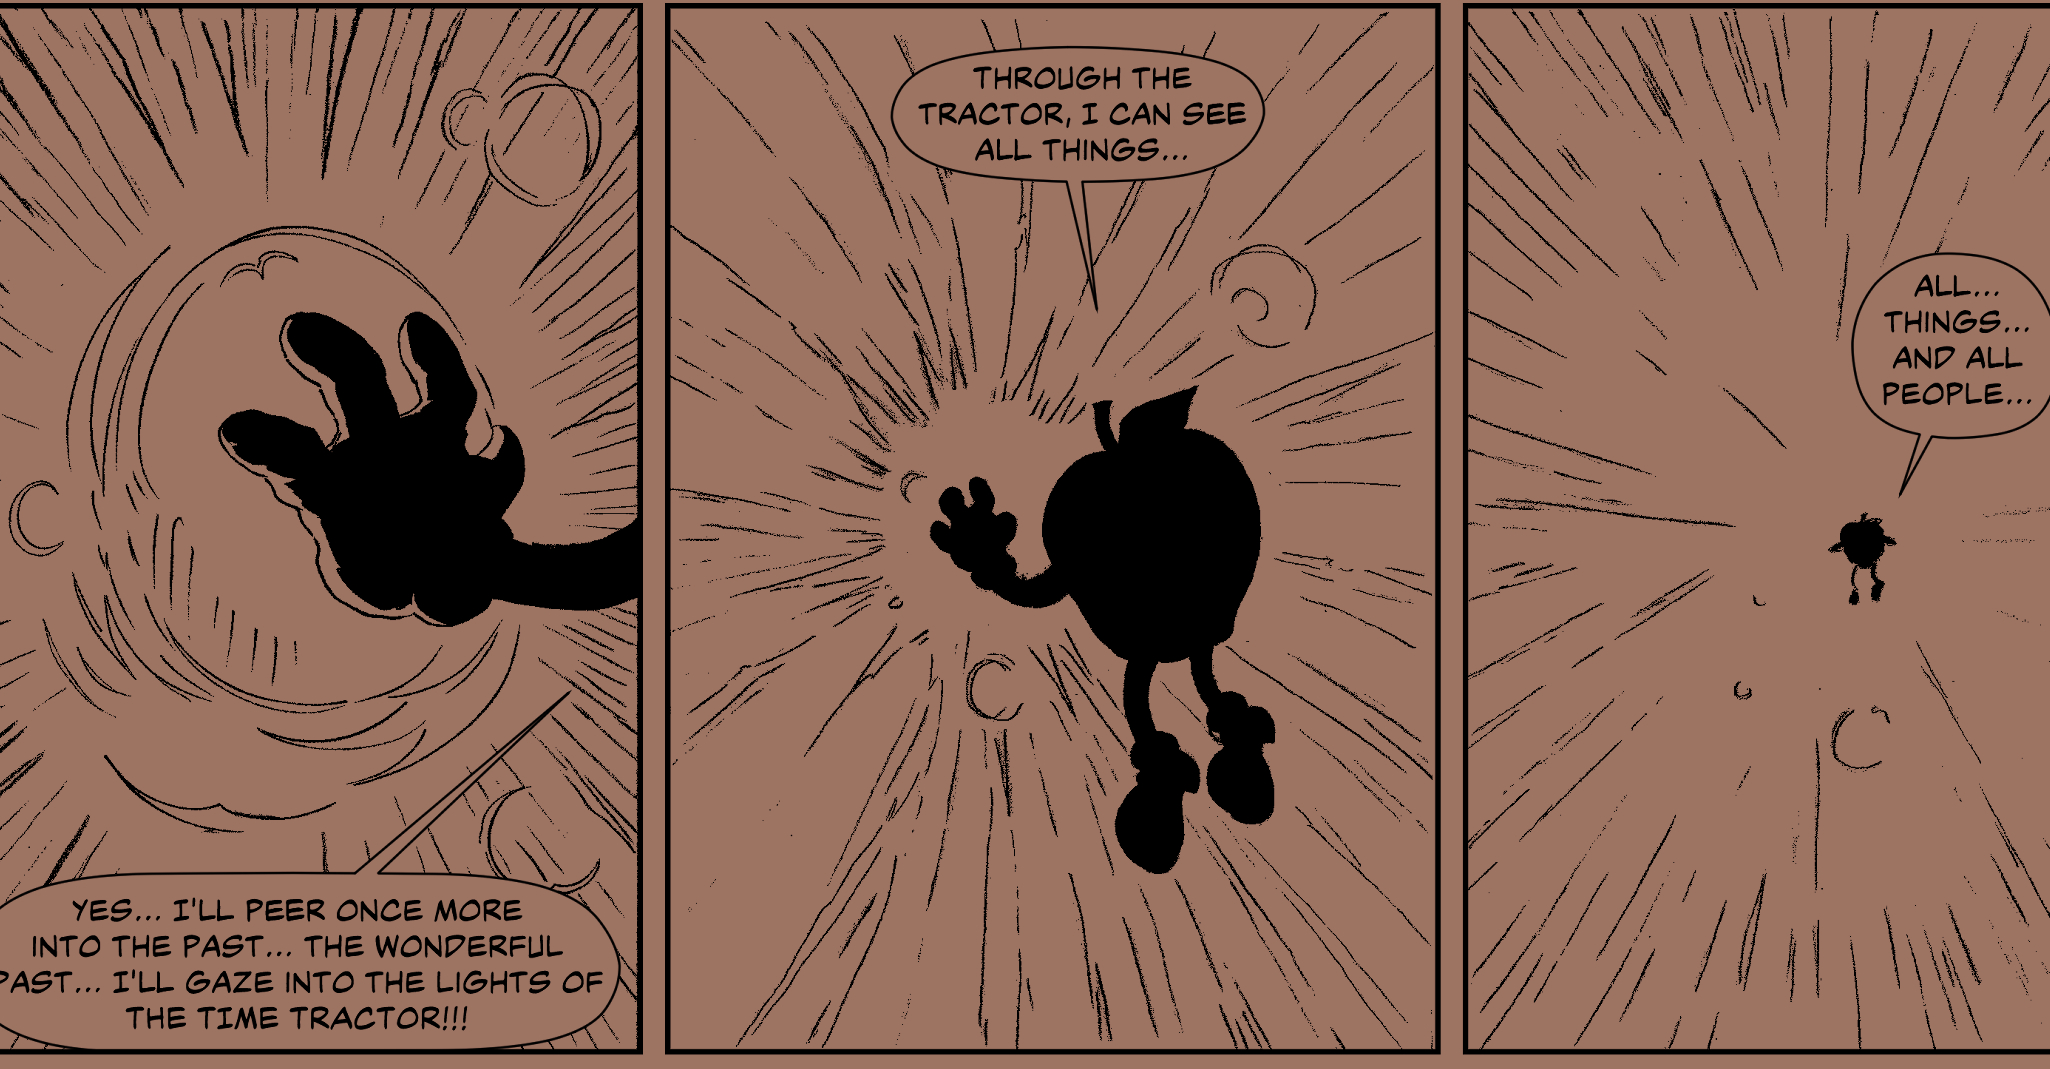 YES... I'LL PEER ONCE MORE
INTO THE PAST... THE WONDERFUL
PAST... I'LL GAZE INTO THE LIGHTS OF
THE TIME TRACTOR!!!
THROUGH THE
TRACTOR, I CAN SEE
ALL THINGS...
ALL...
THINGS...
AND ALL
PEOPLE...